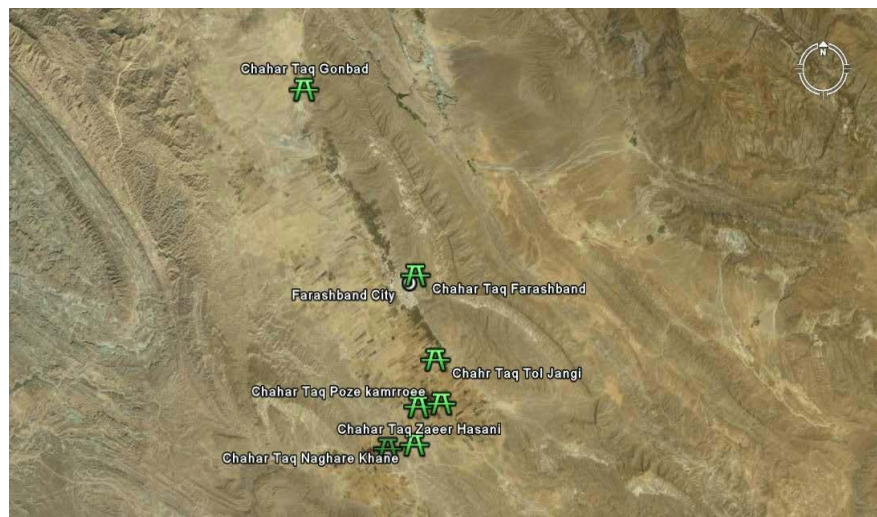 Chahar Taq Gonbad
N
Chahar Taq Farashband
Farashband City
Chahr Taq Tol Jangi
Chahar Taq Poze kamrroee
Chahar Taq Zaeer Hasani
Chahar Taq Naghare Khane